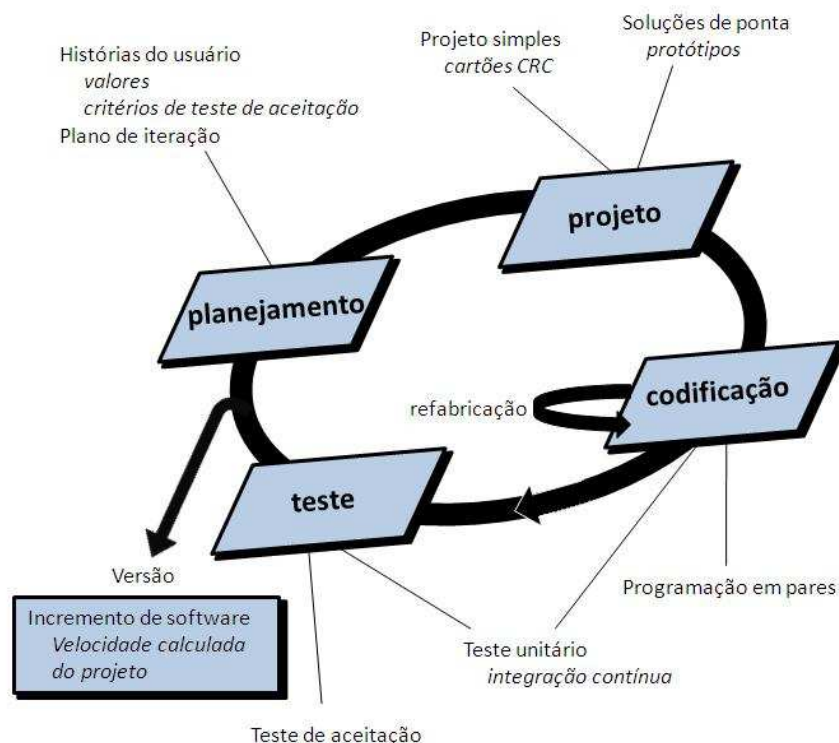 Histórias do usuário
valores
critérios de teste de aceitação
Plano de iteração
Projeto simples
cartões CRC
Soluções de ponta
protótipos
projeto
planejamento
refabricação
codificação
teste
Versão
Incremento de software
Velocidade calculada
do projeto
Programação em pares
Teste unitário
integração contínua
Teste de aceitação